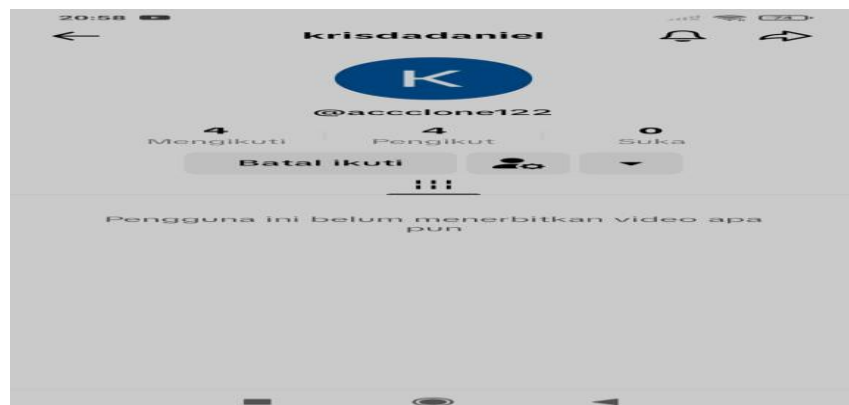 20:58 74
krisdadaniel
K
@accclone122
4 4 0
Mengikuti Pengikut Suka
Batal ikuti
Pengguna ini belum menerbitkan video apa
pun